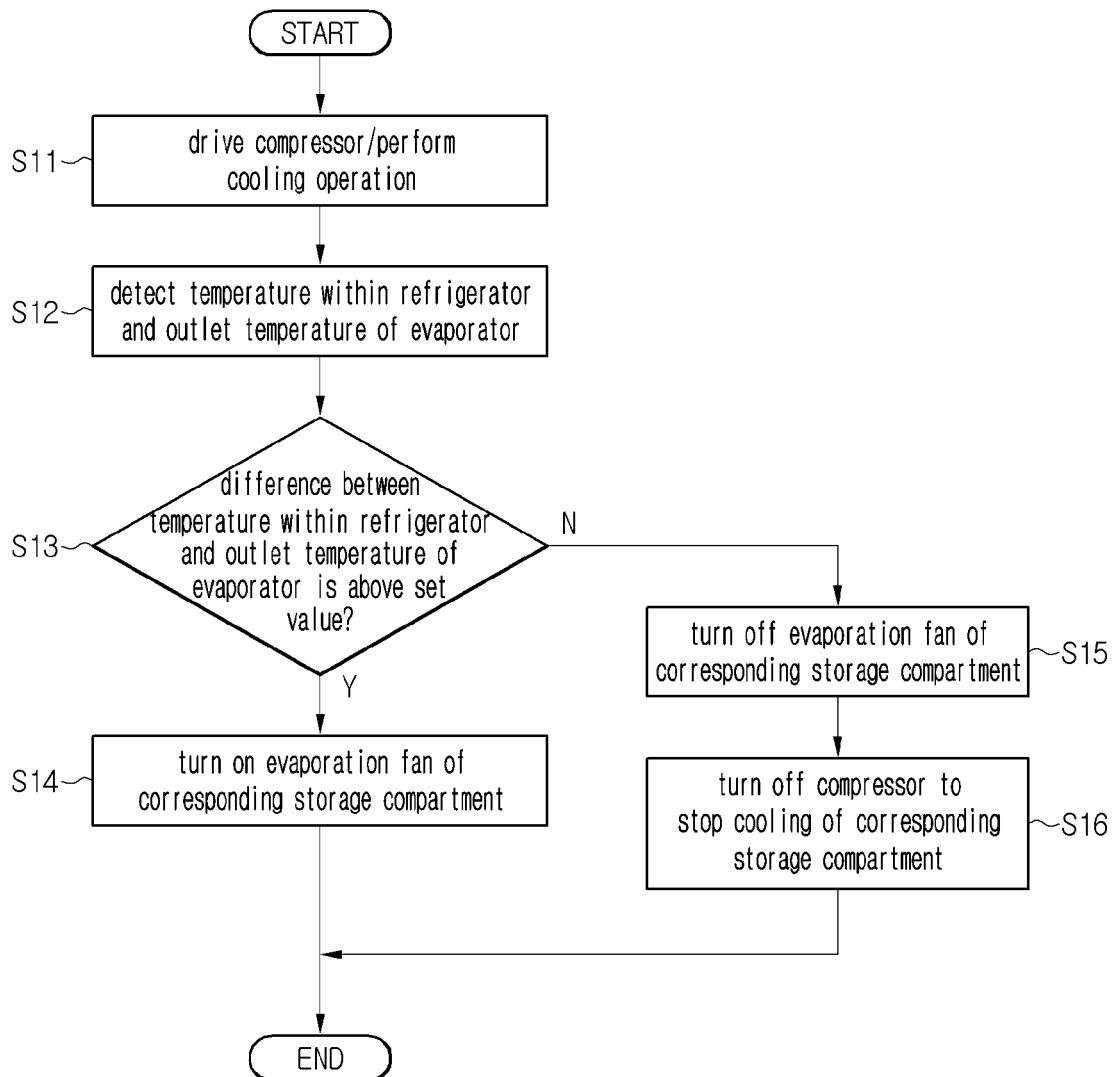 START
S11
drive compressor/perform
cooling operation
S12
detect temperature within refrigerator
and outlet temperature of evaporator
S13
difference between
temperature within refrigerator
and outlet temperature of
evaporator is above set
value?
N
Y
S14
turn on evaporation fan of
corresponding storage compartment
turn off evaporation fan of
corresponding storage compartment
S15
turn off compressor to
stop cooling of corresponding
storage compartment
S16
END